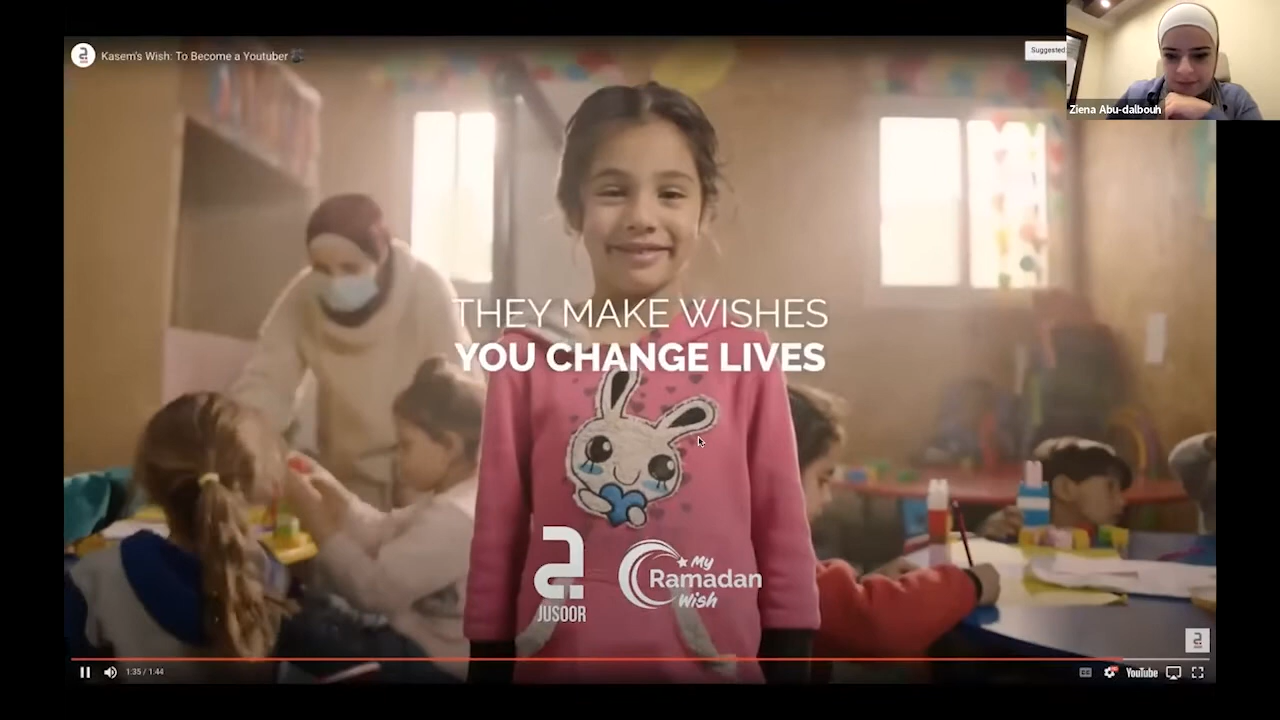 Kasem's Wish: To Become a Youtuber
Suggested
Ziena Abu-dalbouh
THEY MAKE WISHES
YOU CHANGE LIVES
JUSOOR
My
Ramadan
Wish
1:35 / 1:44
CC
YouTube